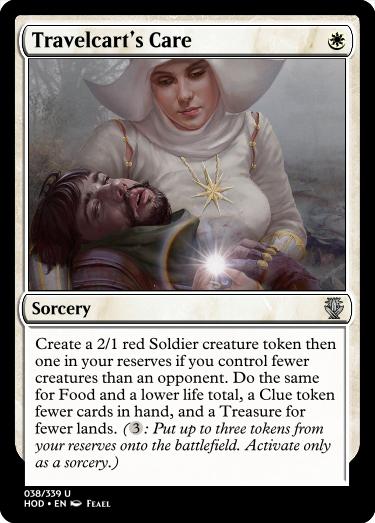 Travelcart's Care
Sorcery
Create a 2/1 red Soldier creature token then
one in your reserves if you control fewer
creatures than an opponent. Do the same
for Food and a lower life total, a Clue token
fewer cards in hand, and a Treasure for
fewer lands. (3: Put up to three tokens from
your reserves onto the battlefield. Activate only
as a sorcery.)
038/339 U
HOD • EN FEAEL